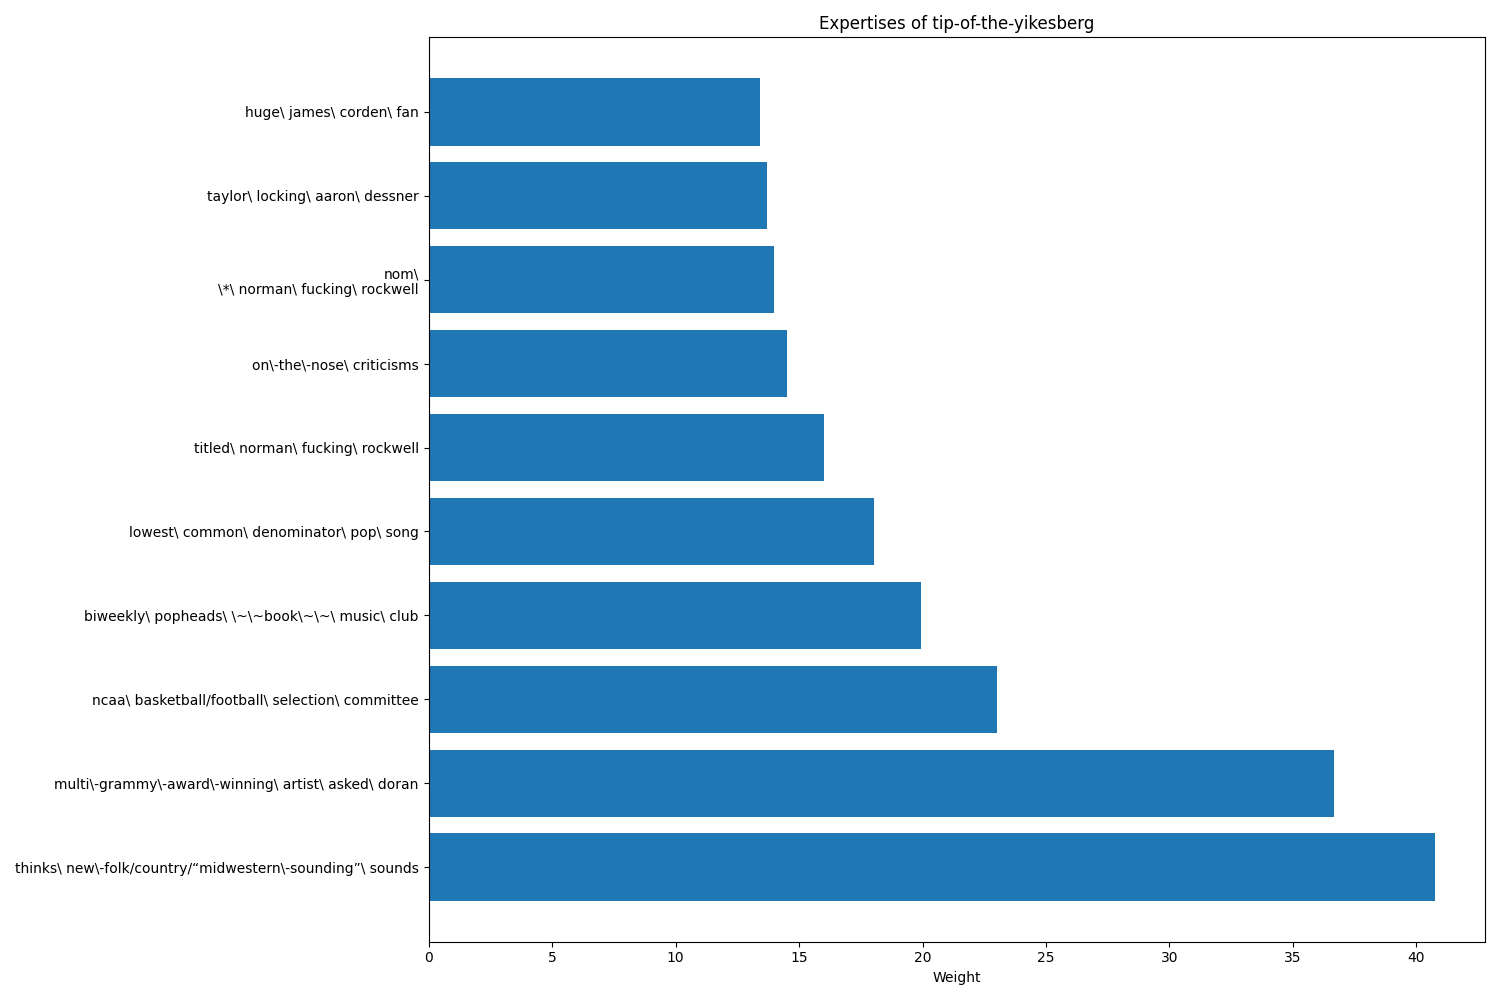 Expertises of tip-of-the-yikesberg
huge\ james\ corden\ fan
taylor\ locking\ aaron\ dessner
nom\
\*\ norman\ fucking\ rockwell
on\-the\-nose\ criticisms
titled\ norman\ fucking\ rockwell
lowest\ common\ denominator\ pop\ song
biweekly\ popheads\ \~\~book\~\~\ music\ club
ncaa\ basketball/football\ selection\ committee
multi\-grammy\-award\-winning\ artist\ asked\ doran
thinks\ new\-folk/country/“midwestern\-sounding”\ sounds
0 5 10 15 20 25 30 35 40
Weight